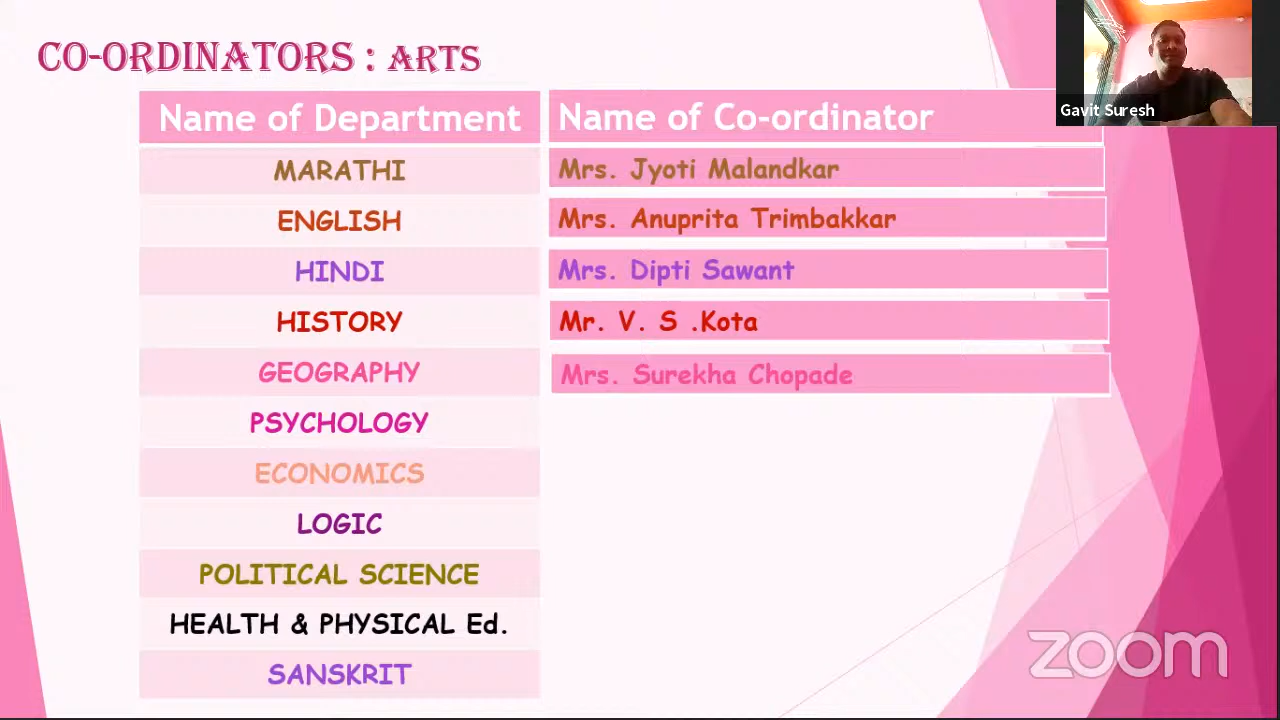 CO-ORDINATORS : ARTS
Gavit Suresh
Name of Department Name of Co-ordinator
MARATHI Mrs. Jyoti Malandkar
ENGLISH Mrs. Anuprita Trimbakkar
HINDI Mrs. Dipti Sawant
HISTORY Mr. V. S .Kota
GEOGRAPHY Mrs. Surekha Chopade
PSYCHOLOGY
ECONOMICS
LOGIC
POLITICAL SCIENCE
HEALTH & PHYSICAL Ed.
SANSKRIT
zoom